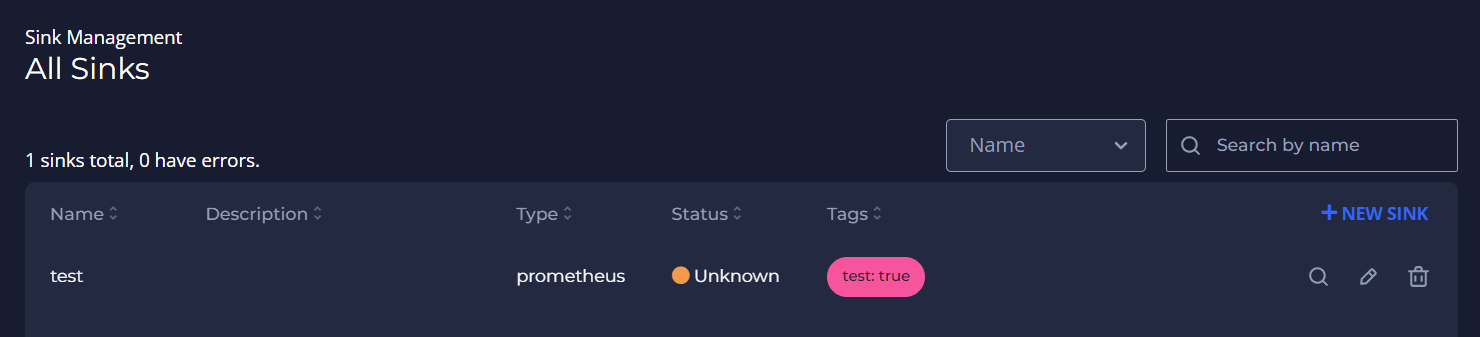 Sink Management
All Sinks
1 sinks total, 0 have errors.
Name
Search by name
Name Description Type Status Tags + NEW SINK
test prometheus Unknown test: true